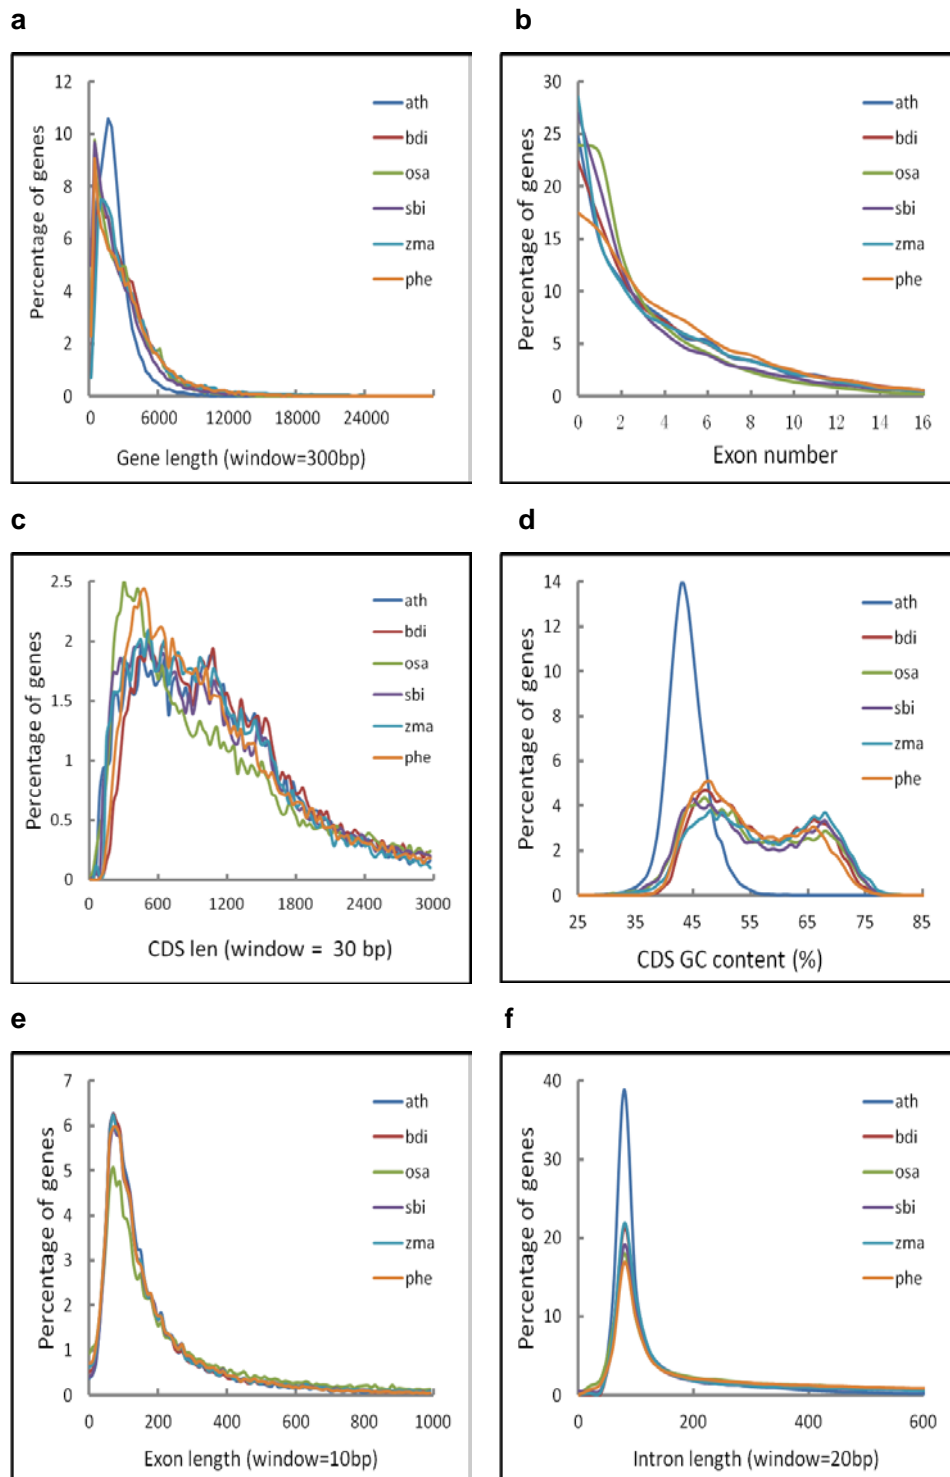 a
b
12
10
8
6
4
2
0
Percentage of genes
0 6000 12000 18000 24000
Gene length (window=300bp)
ath
bdi
osa
sbi
zma
phe
30
25
20
15
10
5
0
Percentage of genes
0 2 4 6 8 10 12 14 16
Exon number
ath
bdi
osa
sbi
zma
phe
c
d
2.5
2
1.5
1
0.5
0
Percentage of genes
0 600 1200 1800 2400 3000
CDS len (window = 30 bp)
ath
bdi
osa
sbi
zma
phe
14
12
10
8
6
4
2
0
Percentage of genes
25 35 45 55 65 75 85
CDS GC content (%)
ath
bdi
osa
sbi
zma
phe
e
f
7
6
5
4
3
2
1
0
Percentage of genes
0 200 400 600 800 1000
Exon length (window=10bp)
ath
bdi
osa
sbi
zma
phe
40
30
20
10
0
Percentage of genes
0 200 400 600
Intron length (window=20bp)
ath
bdi
osa
sbi
zma
phe